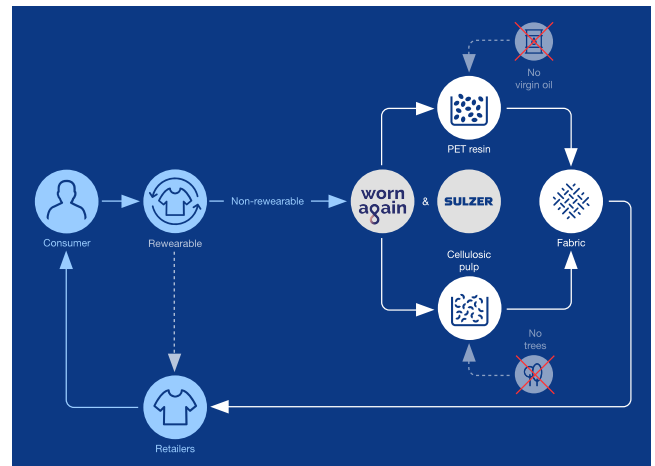 No
virgin oil
PET resin
worn
again
&
SULZER
Non-rewearable
Consumer
Rewearable
Fabric
Cellulosic
pulp
No
trees
Retailers